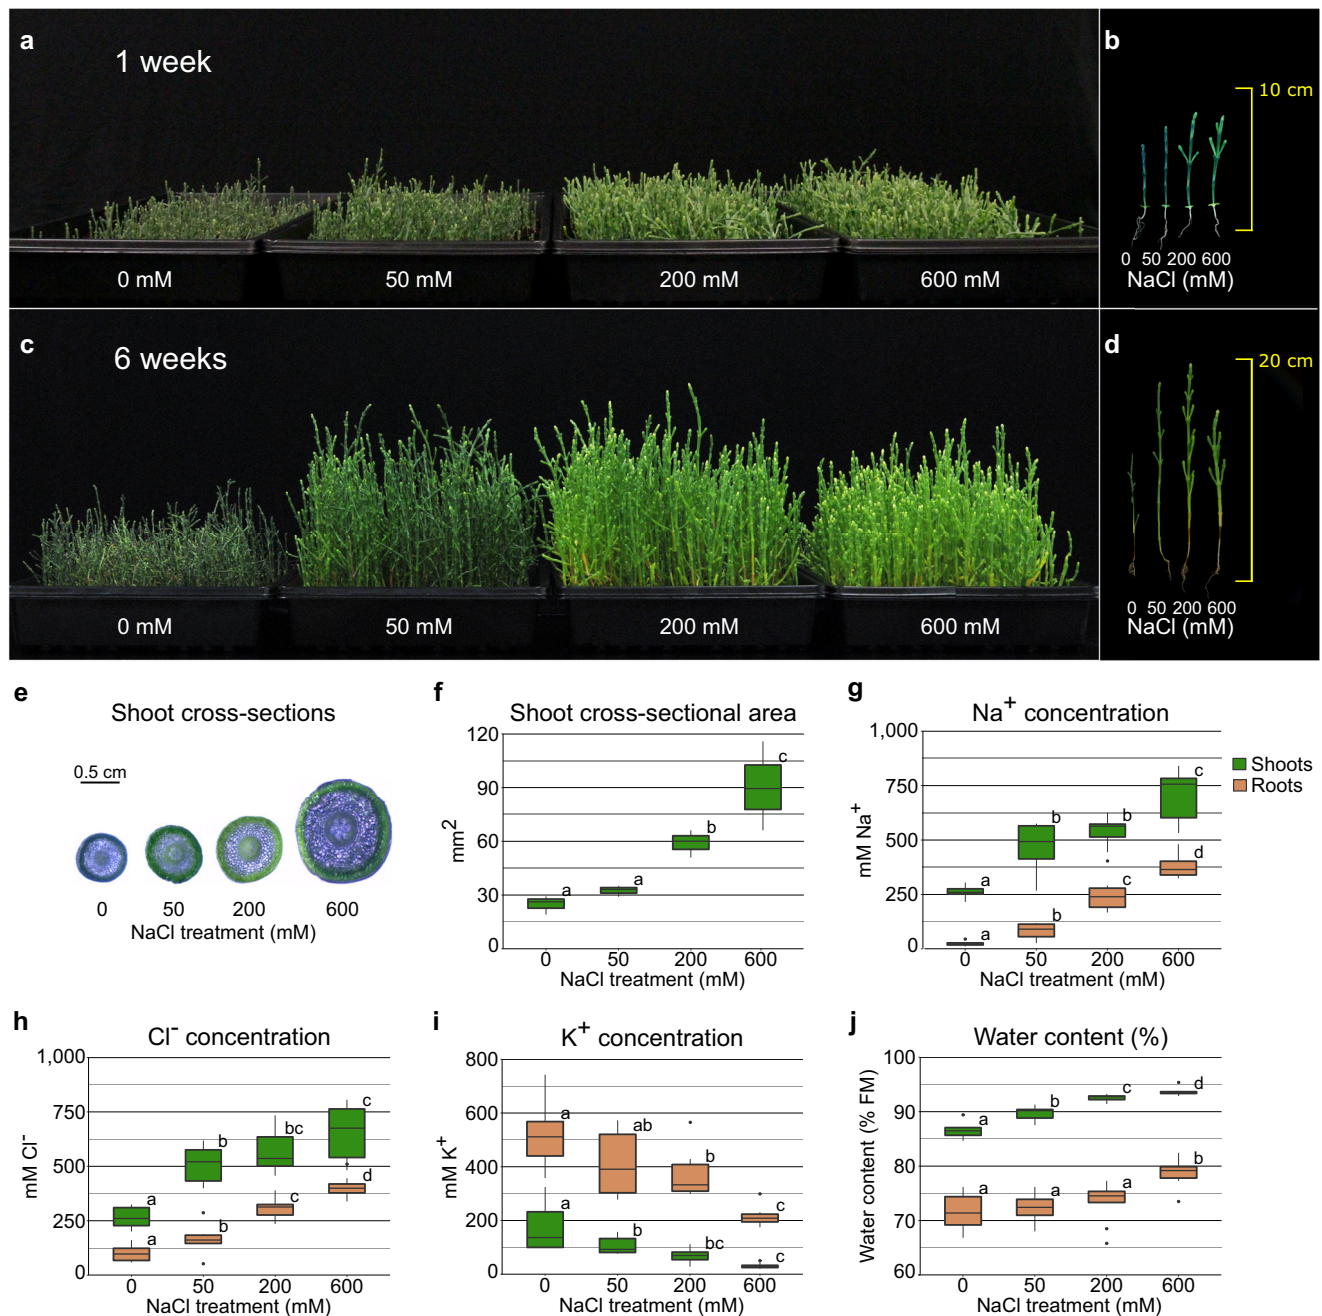 a
1 week
0 mM
50 mM
200 mM
600 mM
b
10 cm
0 50 200 600
NaCl (mM)
c
6 weeks
0 mM
50 mM
200 mM
600 mM
d
20 cm
0 50 200 600
NaCl (mM)
e
Shoot cross-sections
0.5 cm
0 50 200 600
NaCl treatment (mM)
f
Shoot cross-sectional area
mm²
120
90
60
30
0
a
a
b
c
0 50 200 600
NaCl treatment (mM)
g
Na⁺ concentration
mM Na⁺
1,000
750
500
250
0
a
b
b
c
a
b
c
d
0 50 200 600
NaCl treatment (mM)
Shoots
Roots
h
Cl⁻ concentration
mM Cl⁻
1,000
750
500
250
0
a
b
bc
c
a
b
c
d
0 50 200 600
NaCl treatment (mM)
i
K⁺ concentration
mM K⁺
800
600
400
200
0
a
ab
b
c
a
b
bc
c
0 50 200 600
NaCl treatment (mM)
j
Water content (%)
Water content (% FM)
100
90
80
70
60
a
b
c
d
a
a
a
b
0 50 200 600
NaCl treatment (mM)